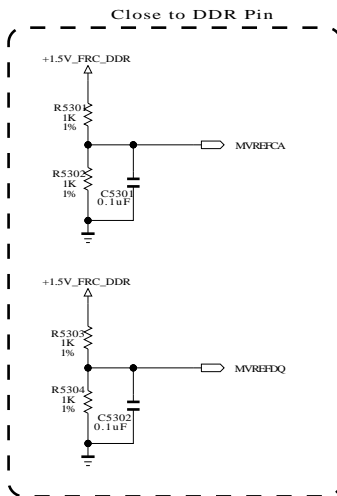 Close to DDR Pin
+1.5V_FRC_DDR
R5301
1K
1%
MVREFCA
R5302
1K
1%
C5301
0.1uF
+1.5V_FRC_DDR
R5303
1K
1%
MVREFDQ
R5304
1K
1%
C5302
0.1uF